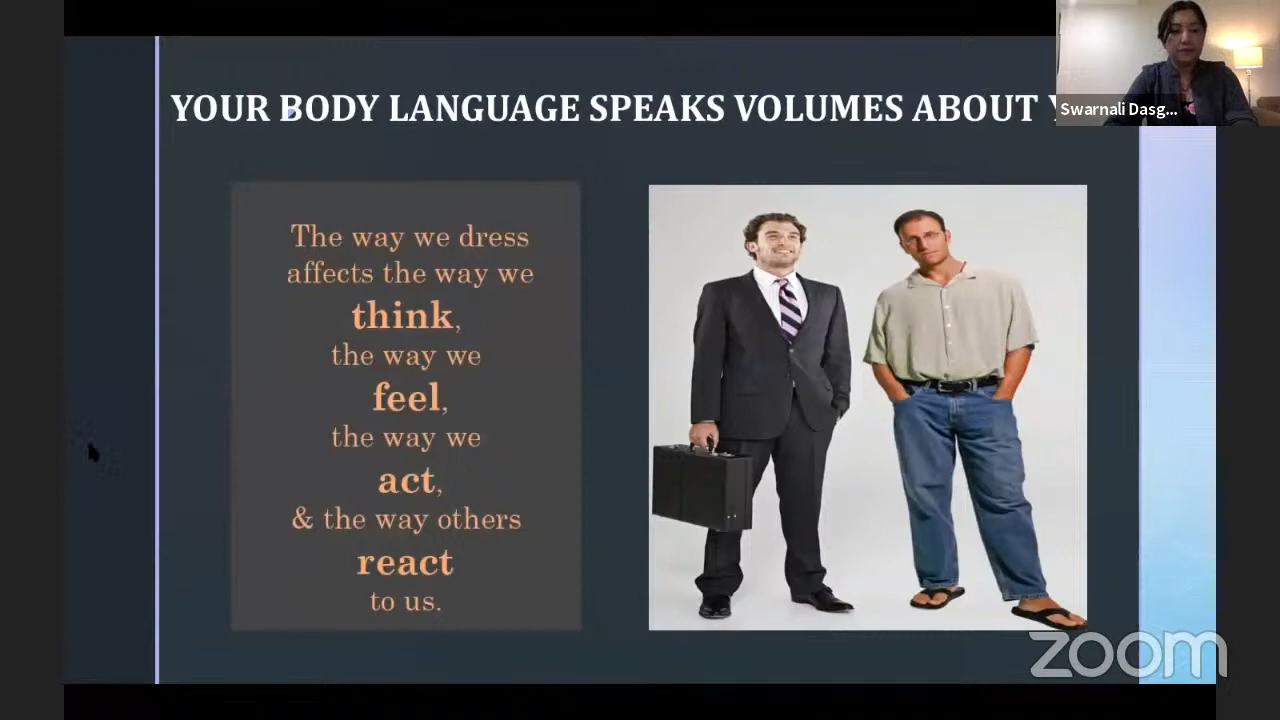 YOUR BODY LANGUAGE SPEAKS VOLUMES ABOUT
Swarnali Dasg...
The way we dress
affects the way we
think,
the way we
feel,
the way we
act,
& the way others
react
to us.
zoom